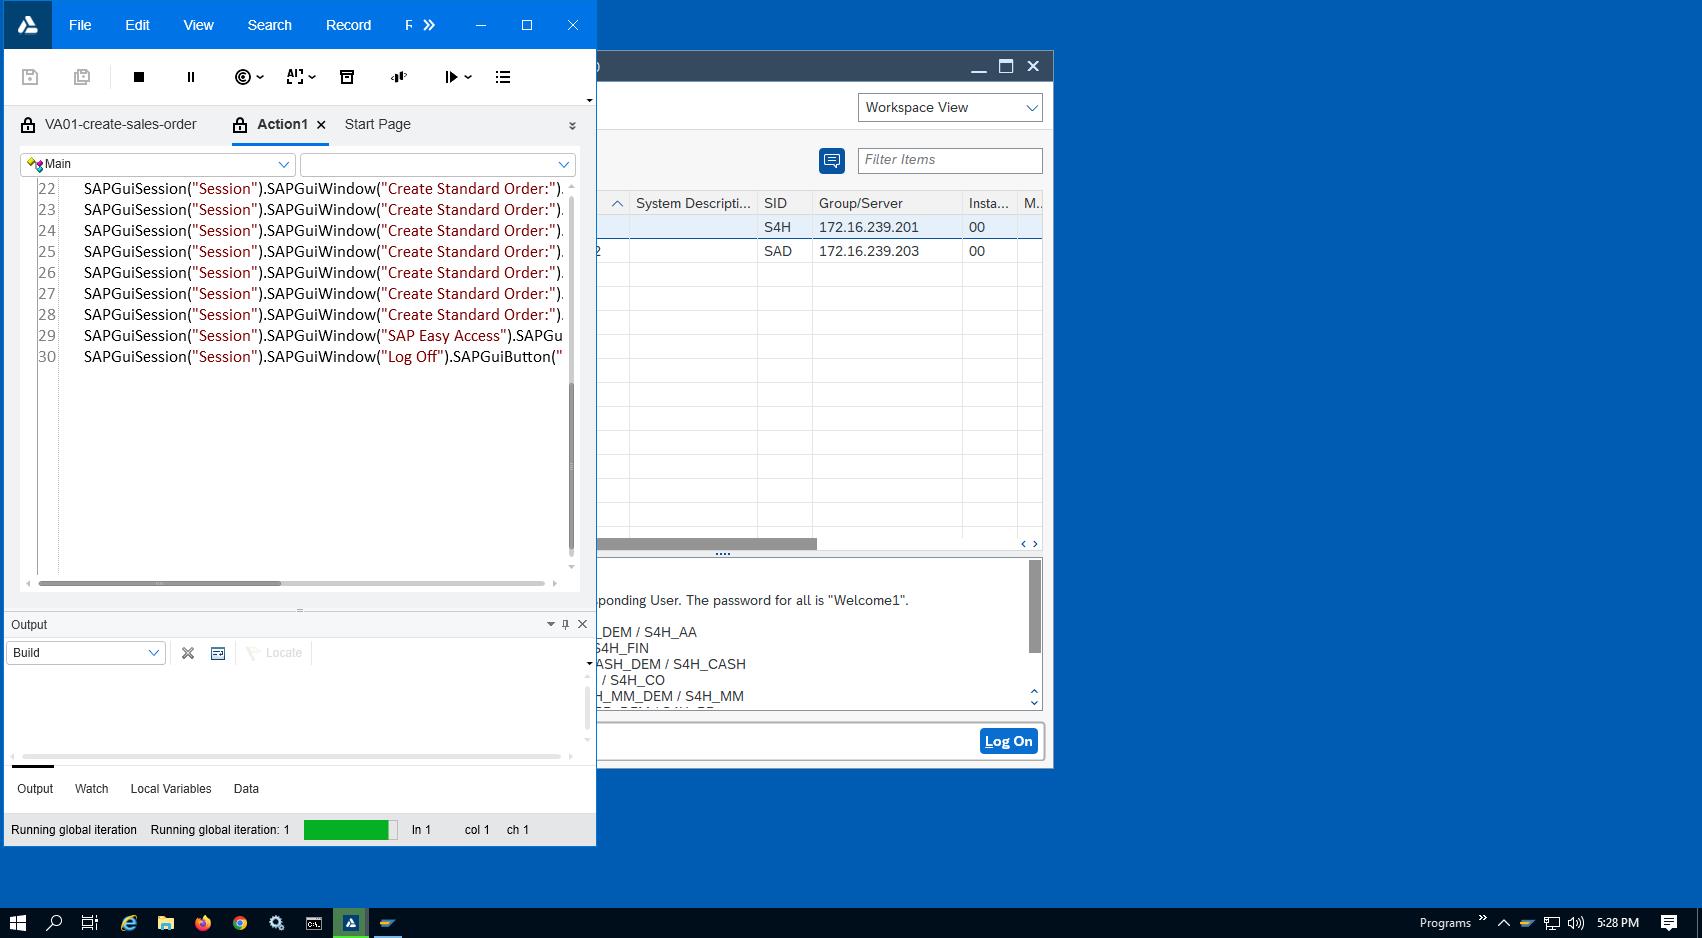 File Edit View Search Record
Workspace View
VA01-create-sales-order Action1 Start Page
Filter Items
Main
System Descripti... SID Group/Server Insta... M..
S4H 172.16.239.201 00
2 SAD 172.16.239.203 00
22 SAPGuiSession("Session").SAPGuiWindow("Create Standard Order:").
23 SAPGuiSession("Session").SAPGuiWindow("Create Standard Order:").
24 SAPGuiSession("Session").SAPGuiWindow("Create Standard Order:").
25 SAPGuiSession("Session").SAPGuiWindow("Create Standard Order:").
26 SAPGuiSession("Session").SAPGuiWindow("Create Standard Order:").
27 SAPGuiSession("Session").SAPGuiWindow("Create Standard Order:").
28 SAPGuiSession("Session").SAPGuiWindow("Create Standard Order:").
29 SAPGuiSession("Session").SAPGuiWindow("SAP Easy Access").SAPGu
30 SAPGuiSession("Session").SAPGuiWindow("Log Off").SAPGuiButton("
sponding User. The password for all is "Welcome1".
_DEM / S4H_AA
S4H_FIN
ASH_DEM / S4H_CASH
/ S4H_CO
H_MM_DEM / S4H_MM
Log On
Output
Build
Locate
Output Watch Local Variables Data
Running global iteration Running global iteration: 1 ln 1 col 1 ch 1
Programs 5:28 PM